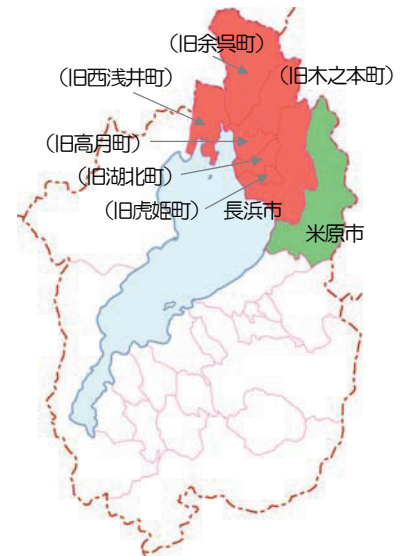 （旧余呉町）
（旧木之本町）
（旧西浅井町）
（旧高月町）
（旧湖北町）
（旧虎姫町）
長浜市
米原市